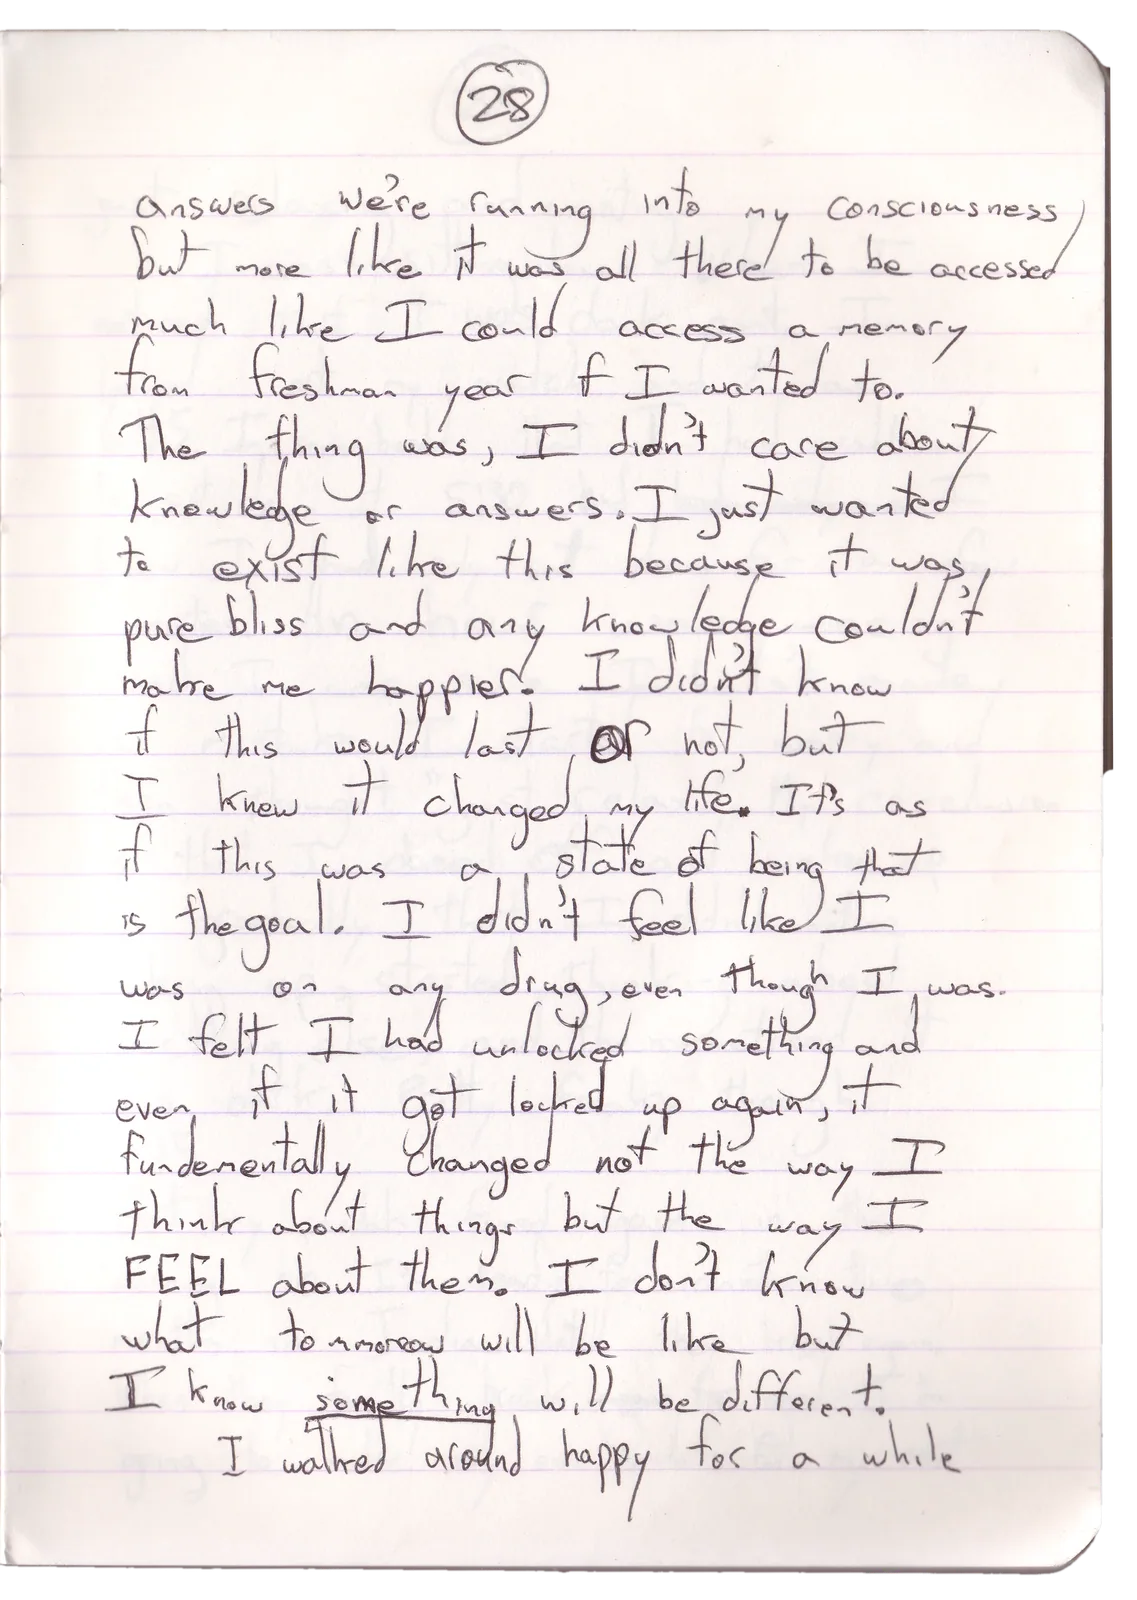 28
answers we're running into my consciousness
but more like it was all there to be accessed
much like I could access a memory
from freshman year if I wanted to.
The thing was, I didn't care about
knowledge or answers. I just wanted
to exist like this because it was
pure bliss and any knowledge couldn't
make me happier. I didn't know
if this would last or not, but
I knew it changed my life. It's as
if this was a state of being that
is the goal. I didn't feel like I
was on any drug, even though I was.
I felt I had unlocked something and
even if it got locked up again, it
fundementally changed not the way I
think about things but the way I
FEEL about them. I don't know
what tommorow will be like but
I know something will be different.
I walked around happy for a while